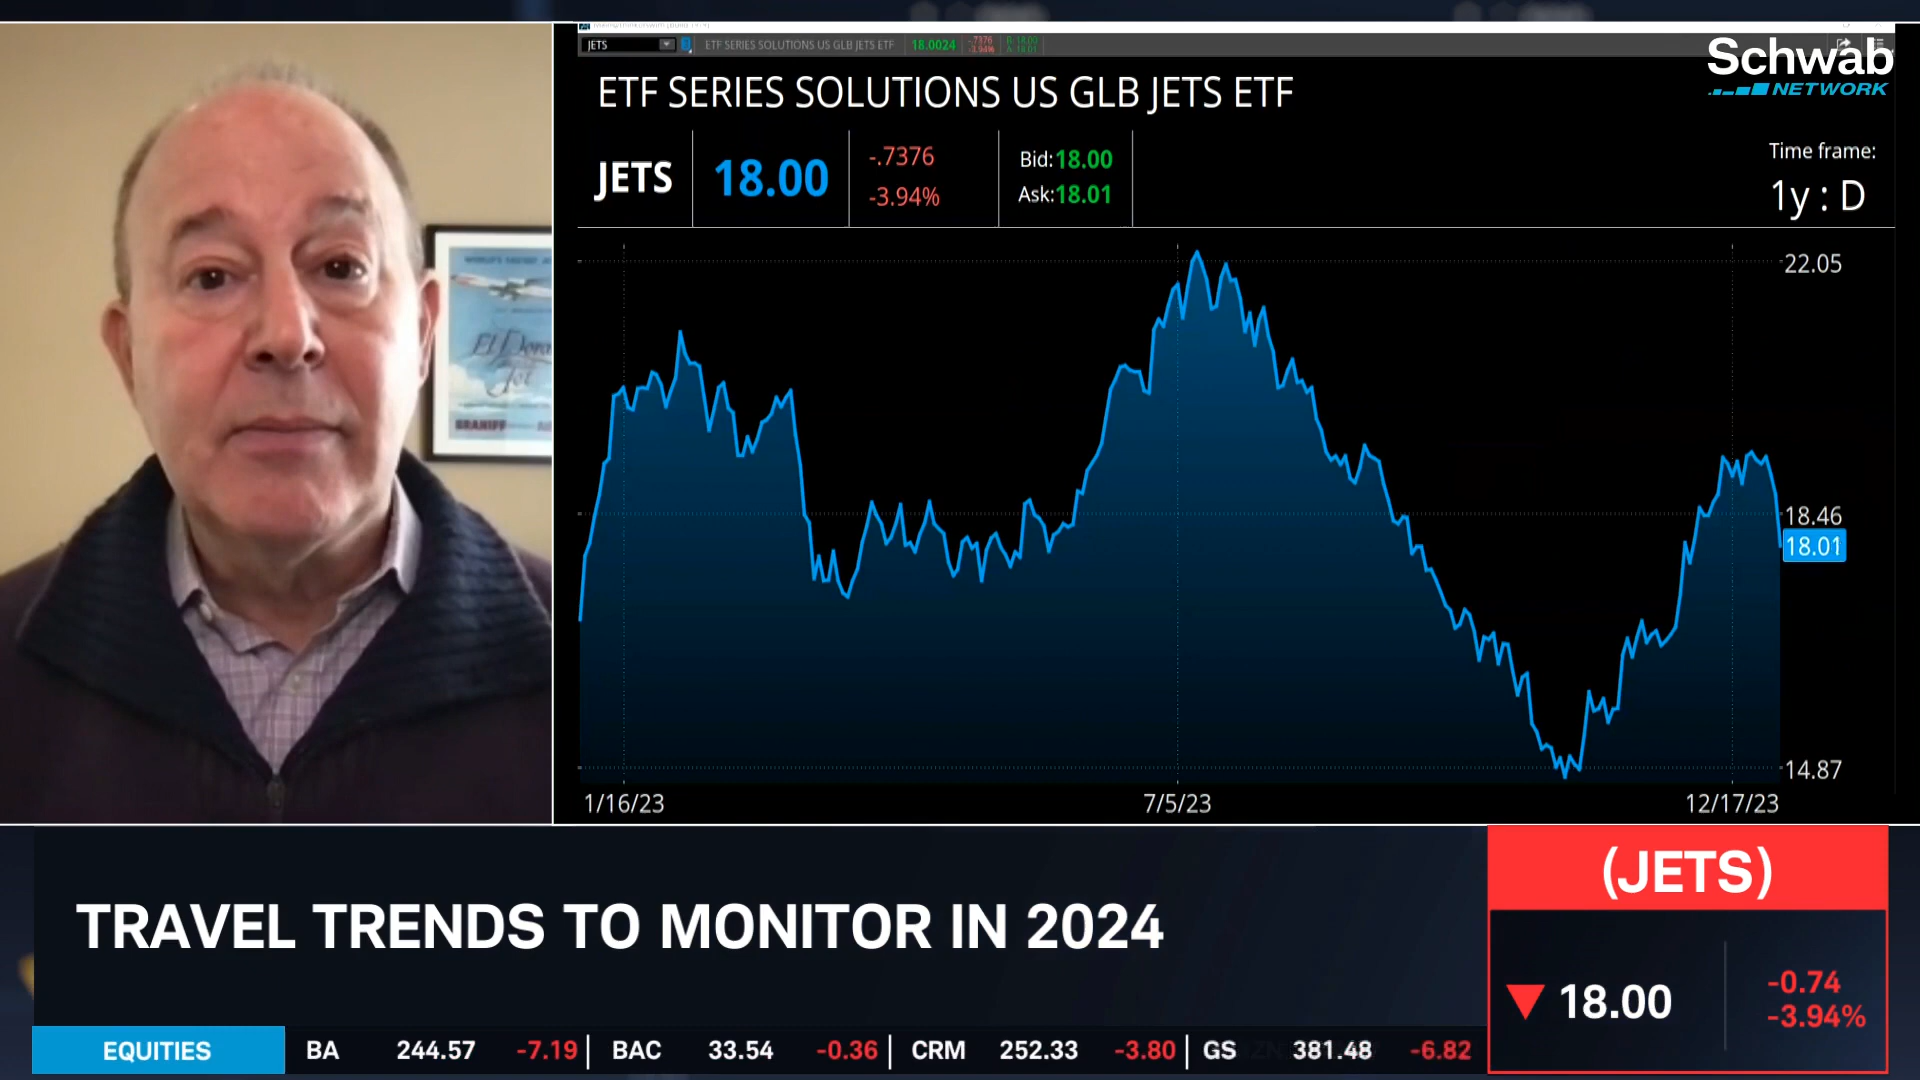 JETS
ETF SERIES SOLUTIONS US GLB JETS ETF
18.0024
Schwab
NETWORK
ETF SERIES SOLUTIONS US GLB JETS ETF
JETS
18.00
-.7376
-3.94%
Bid:18.00
Ask:18.01
Time frame:
1y : D
22.05
18.46
18.01
14.87
1/16/23
7/5/23
12/17/23
El Dora
Jet
BRANIFF
TRAVEL TRENDS TO MONITOR IN 2024
(JETS)
18.00
-0.74
-3.94%
EQUITIES
BA 244.57 -7.19
BAC 33.54 -0.36
CRM 252.33 -3.80
GS 381.48 -6.82